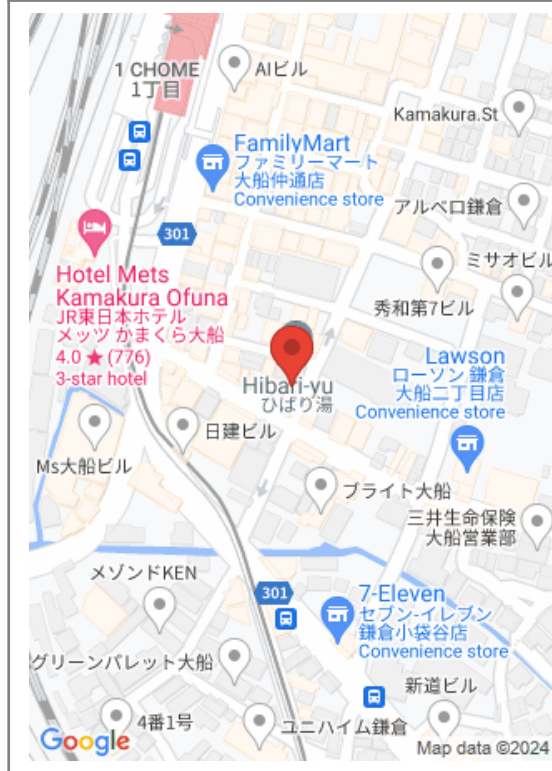 1 CHOME
1丁目
AIビル
Kamakura.St
FamilyMart
ファミリーマート
大船仲通店
Convenience store
アルベロ鎌倉
301
ミサオビル
Hotel Mets
Kamakura Ofuna
JR東日本ホテル
メッツ かまくら大船
4.0 ★ (776)
3-star hotel
秀和第7ビル
Hibari-yu
ひばり湯
Lawson
ローソン 鎌倉
大船二丁目店
Convenience store
日建ビル
Ms大船ビル
ブライト大船
三井生命保険
大船営業部
メゾンドKEN
301
7-Eleven
セブン-イレブン
鎌倉小袋谷店
Convenience store
グリーンパレット大船
新道ビル
4番1号
ユニハイム鎌倉
Google
Map data ©2024